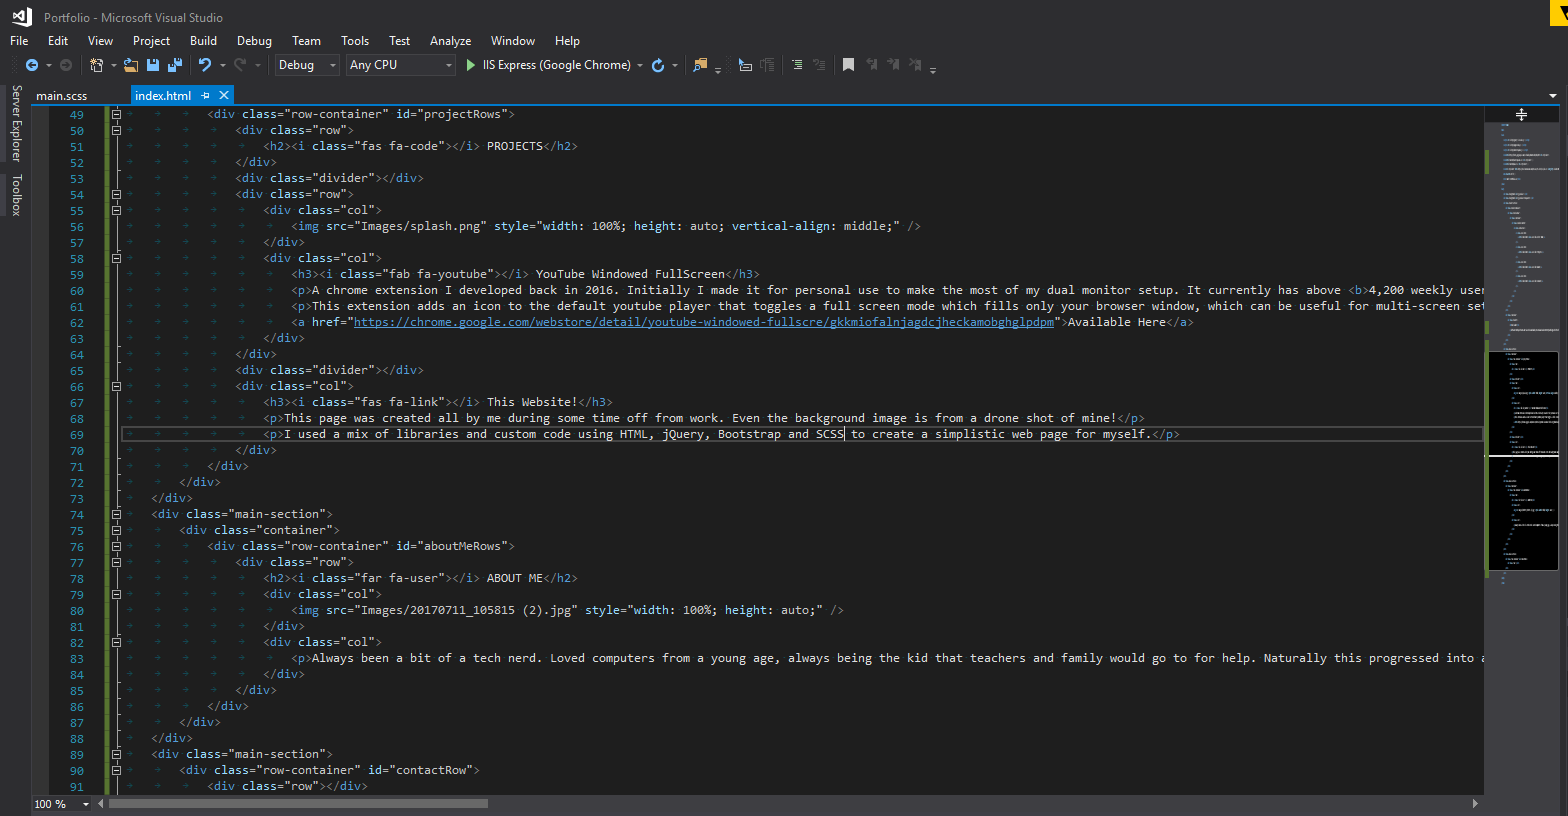 Portfolio - Microsoft Visual Studio
File Edit View Project Build Debug Team Tools Test Analyze Window Help
Debug Any CPU IIS Express (Google Chrome)
Server Explorer
Toolbox
main.scss index.html
49 <div class="row-container" id="projectRows">
50 <div class="row">
51 <h2><i class="fas fa-code"></i> PROJECTS</h2>
52 </div>
53 <div class="divider"></div>
54 <div class="row">
55 <div class="col">
56 <img src="Images/splash.png" style="width: 100%; height: auto; vertical-align: middle;" />
57 </div>
58 <div class="col">
59 <h3><i class="fab fa-youtube"></i> YouTube Windowed FullScreen</h3>
60 <p>A chrome extension I developed back in 2016. Initially I made it for personal use to make the most of my dual monitor setup. It currently has above <b>4,200 weekly user
61 <p>This extension adds an icon to the default youtube player that toggles a full screen mode which fills only your browser window, which can be useful for multi-screen set
62 <a href="https://chrome.google.com/webstore/detail/youtube-windowed-fullscre/gkkmiofalnjagdcjheckamobghglpdpm">Available Here</a>
63 </div>
64 </div>
65 <div class="divider"></div>
66 <div class="col">
67 <h3><i class="fas fa-link"></i> This Website!</h3>
68 <p>This page was created all by me during some time off from work. Even the background image is from a drone shot of mine!</p>
69 <p>I used a mix of libraries and custom code using HTML, jQuery, Bootstrap and SCSS to create a simplistic web page for myself.</p>
70 </div>
71 </div>
72 </div>
73 </div>
74 <div class="main-section">
75 <div class="container">
76 <div class="row-container" id="aboutMeRows">
77 <div class="row">
78 <h2><i class="far fa-user"></i> ABOUT ME</h2>
79 <div class="col">
80 <img src="Images/20170711_105815 (2).jpg" style="width: 100%; height: auto;" />
81 </div>
82 <div class="col">
83 <p>Always been a bit of a tech nerd. Loved computers from a young age, always being the kid that teachers and family would go to for help. Naturally this progressed into a
84 </div>
85 </div>
86 </div>
87 </div>
88 </div>
89 <div class="main-section">
90 <div class="row-container" id="contactRow">
91 <div class="row"></div>
100 %